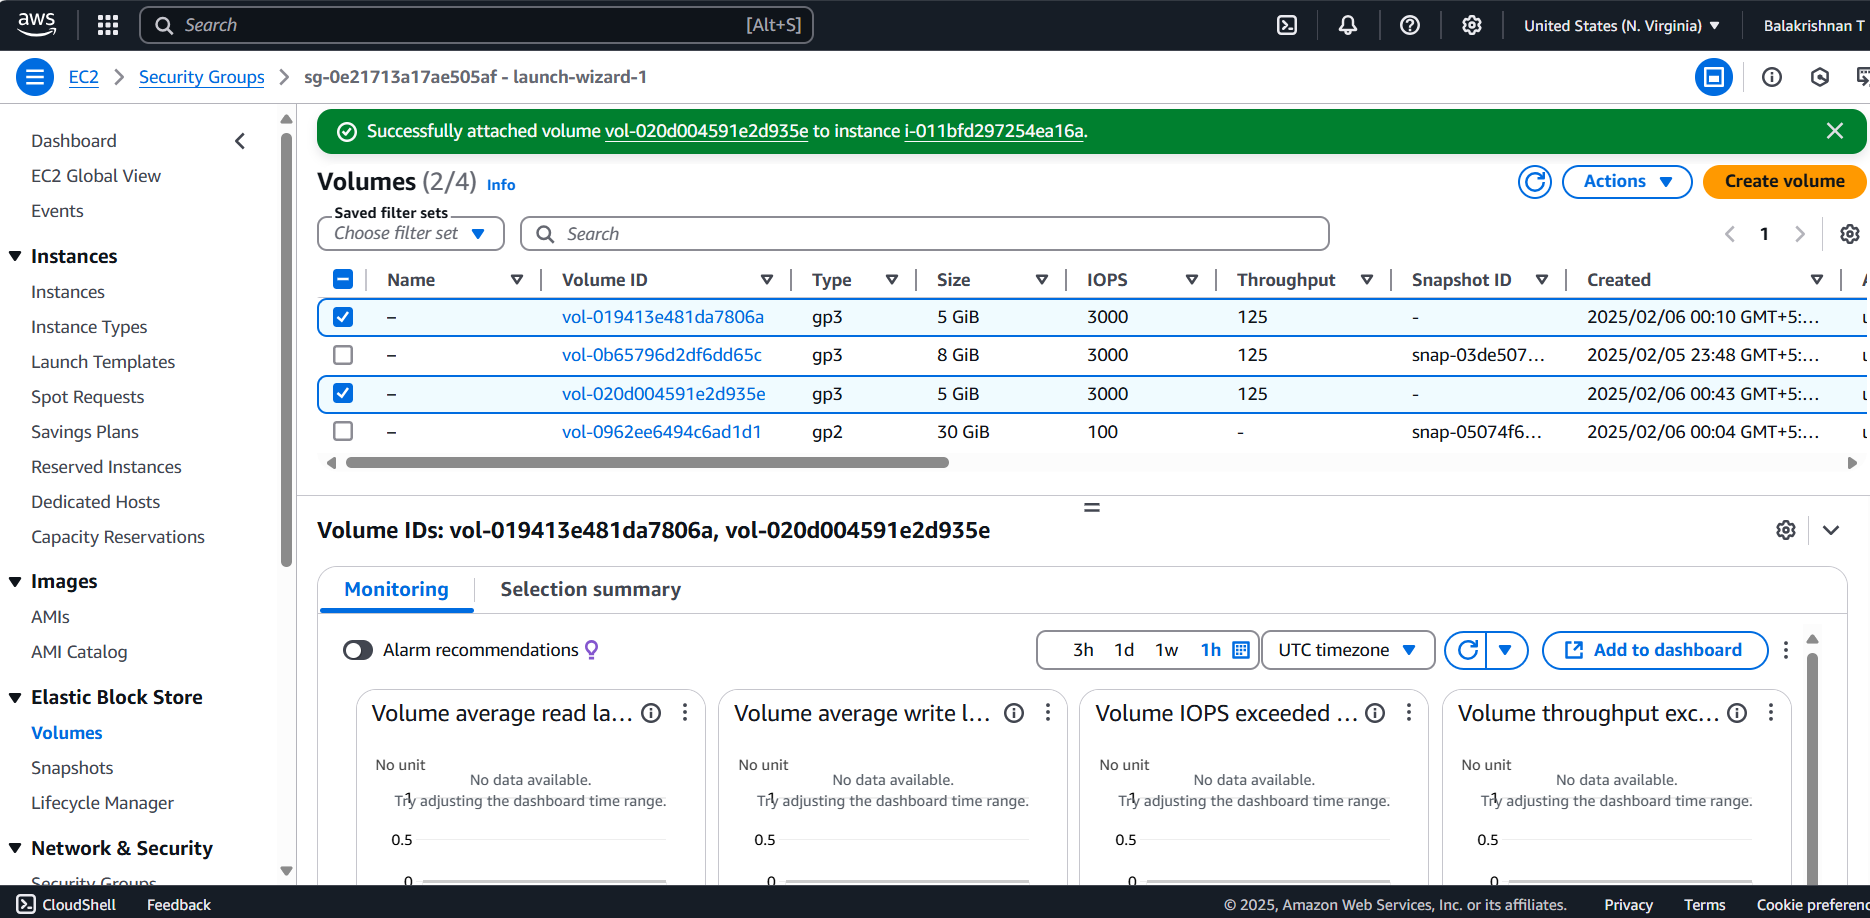 aws
Search [Alt+S]
United States (N. Virginia)
Balakrishnan T
EC2
Security Groups
sg-0e21713a17ae505af - launch-wizard-1
Dashboard
EC2 Global View
Events
Instances
Instances
Instance Types
Launch Templates
Spot Requests
Savings Plans
Reserved Instances
Dedicated Hosts
Capacity Reservations
Images
AMIs
AMI Catalog
Elastic Block Store
Volumes
Snapshots
Lifecycle Manager
Network & Security
Security Groups
Successfully attached volume vol-020d004591e2d935e to instance i-011bfd297254ea16a.
Volumes (2/4) Info
Actions
Create volume
Saved filter sets
Choose filter set
Search
1
Name Volume ID Type Size IOPS Throughput Snapshot ID Created
– vol-019413e481da7806a gp3 5 GiB 3000 125 - 2025/02/06 00:10 GMT+5:...
– vol-0b65796d2df6dd65c gp3 8 GiB 3000 125 snap-03de507... 2025/02/05 23:48 GMT+5:...
– vol-020d004591e2d935e gp3 5 GiB 3000 125 - 2025/02/06 00:43 GMT+5:...
– vol-0962ee6494c6ad1d1 gp2 30 GiB 100 - snap-05074f6... 2025/02/06 00:04 GMT+5:...
Volume IDs: vol-019413e481da7806a, vol-020d004591e2d935e
Monitoring
Selection summary
Alarm recommendations
3h 1d 1w 1h
UTC timezone
Add to dashboard
Volume average read la...
No unit
No data available.
1
Try adjusting the dashboard time range.
0.5
0
Volume average write l...
No unit
No data available.
1
Try adjusting the dashboard time range.
0.5
0
Volume IOPS exceeded ...
No unit
No data available.
1
Try adjusting the dashboard time range.
0.5
0
Volume throughput exc...
No unit
No data available.
1
Try adjusting the dashboard time range.
0.5
0
CloudShell
Feedback
© 2025, Amazon Web Services, Inc. or its affiliates.
Privacy
Terms
Cookie preferenc